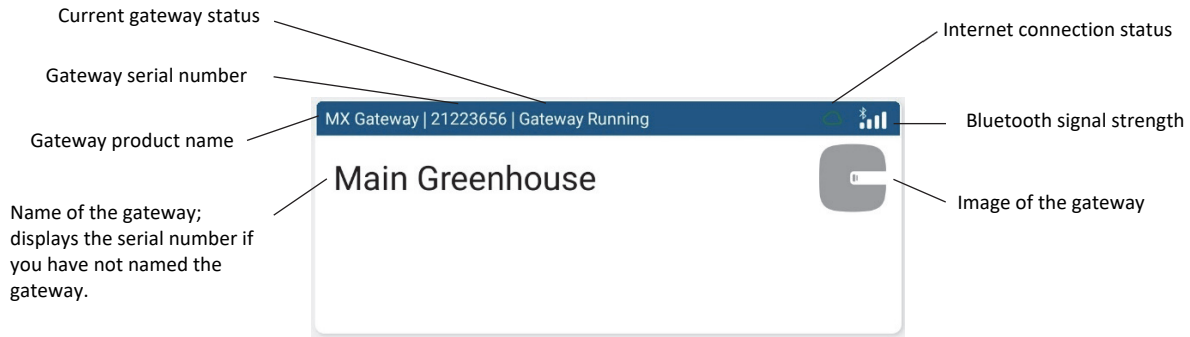 Current gateway status
Internet connection status
Gateway serial number
MX Gateway | 21223656 | Gateway Running
Bluetooth signal strength
Gateway product name
Main Greenhouse
Image of the gateway
Name of the gateway;
displays the serial number if
you have not named the
gateway.